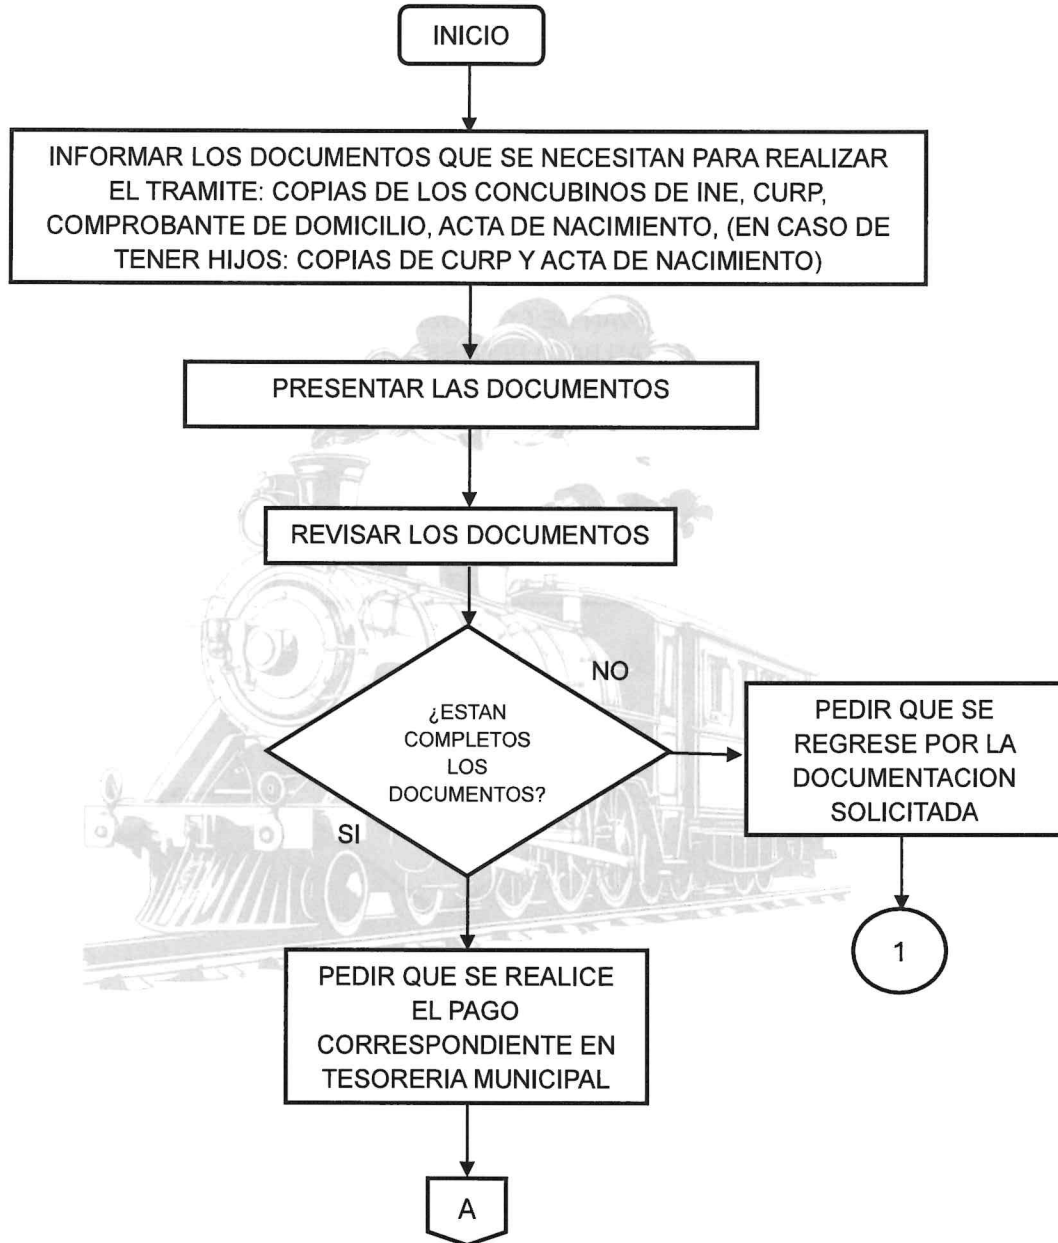 INICIO
INFORMAR LOS DOCUMENTOS QUE SE NECESITAN PARA REALIZAR
EL TRAMITE: COPIAS DE LOS CONCUBINOS DE INE, CURP,
COMPROBANTE DE DOMICILIO, ACTA DE NACIMIENTO, (EN CASO DE
TENER HIJOS: COPIAS DE CURP Y ACTA DE NACIMIENTO)
PRESENTAR LAS DOCUMENTOS
REVISAR LOS DOCUMENTOS
¿ESTAN
COMPLETOS
LOS
DOCUMENTOS?
NO
PEDIR QUE SE
REGRESE POR LA
DOCUMENTACION
SOLICITADA
1
SI
PEDIR QUE SE REALICE
EL PAGO
CORRESPONDIENTE EN
TESORERIA MUNICIPAL
A